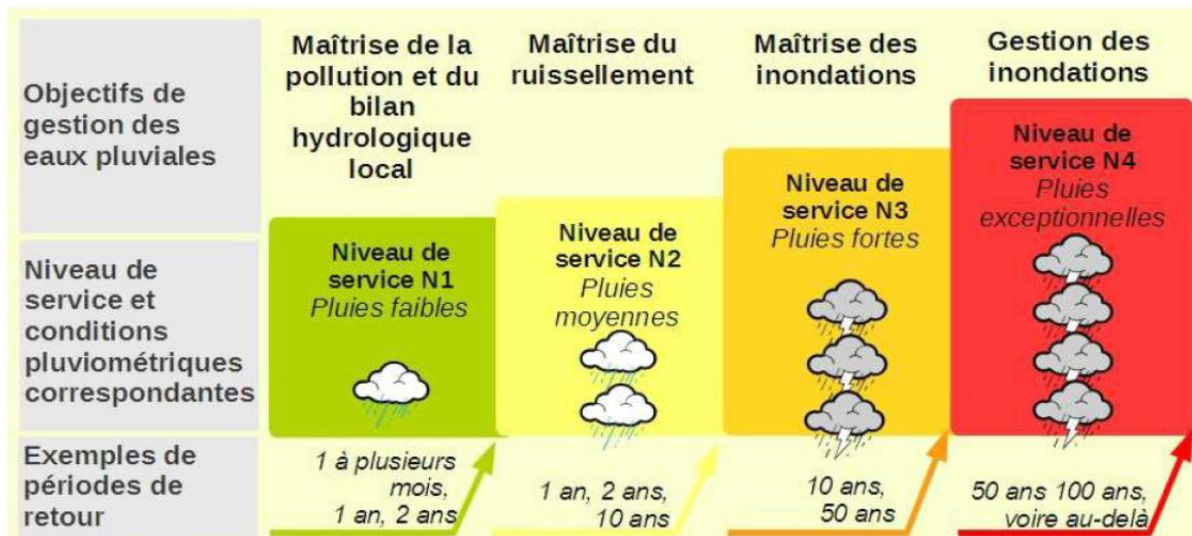 Objectifs de
gestion des
eaux pluviales
Maîtrise de la
pollution et du
bilan
hydrologique
local
Maîtrise du
ruissellement
Maîtrise des
inondations
Gestion des
inondations
Niveau de
service et
conditions
pluviométriques
correspondantes
Niveau de
service N1
Pluies faibles
Niveau de
service N2
Pluies
moyennes
Niveau de
service N3
Pluies fortes
Niveau de
service N4
Pluies
exceptionnelles
Exemples de
périodes de
retour
1 à plusieurs
mois,
1 an, 2 ans
1 an, 2 ans,
10 ans
10 ans,
50 ans
50 ans 100 ans,
voire au-delà